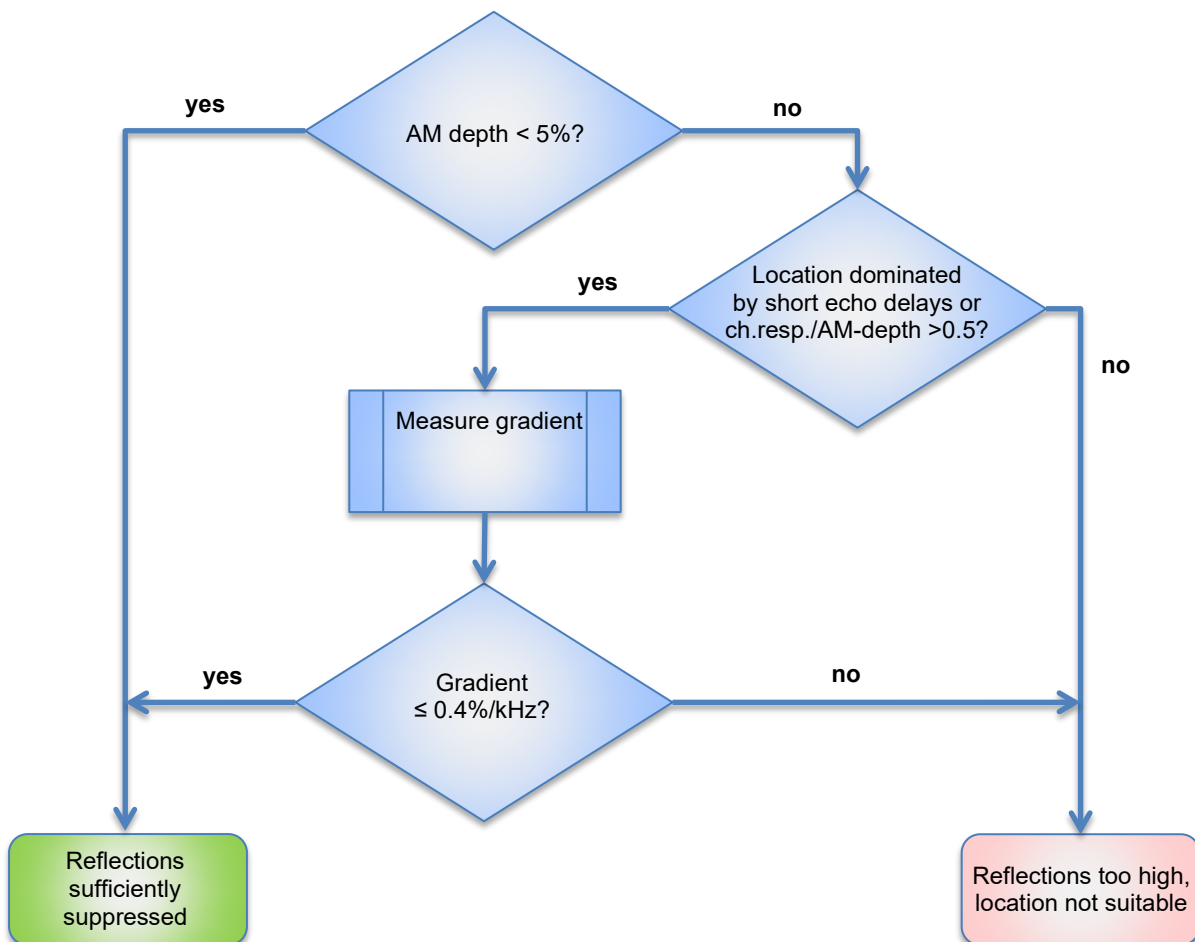 yes
no
AM depth < 5%?
Location dominated
by short echo delays or
ch.resp./AM-depth >0.5?
yes
no
Measure gradient
yes
no
Gradient
≤ 0.4%/kHz?
Reflections
sufficiently
suppressed
Reflections too high,
location not suitable